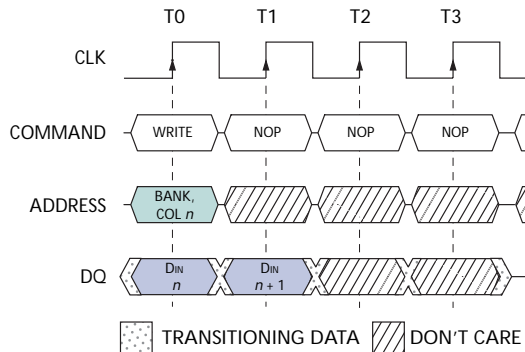 T0 T1 T2 T3
CLK
COMMAND WRITE NOP NOP NOP
ADDRESS BANK, COL n
DQ DIN n DIN n + 1
TRANSITIONING DATA DON'T CARE